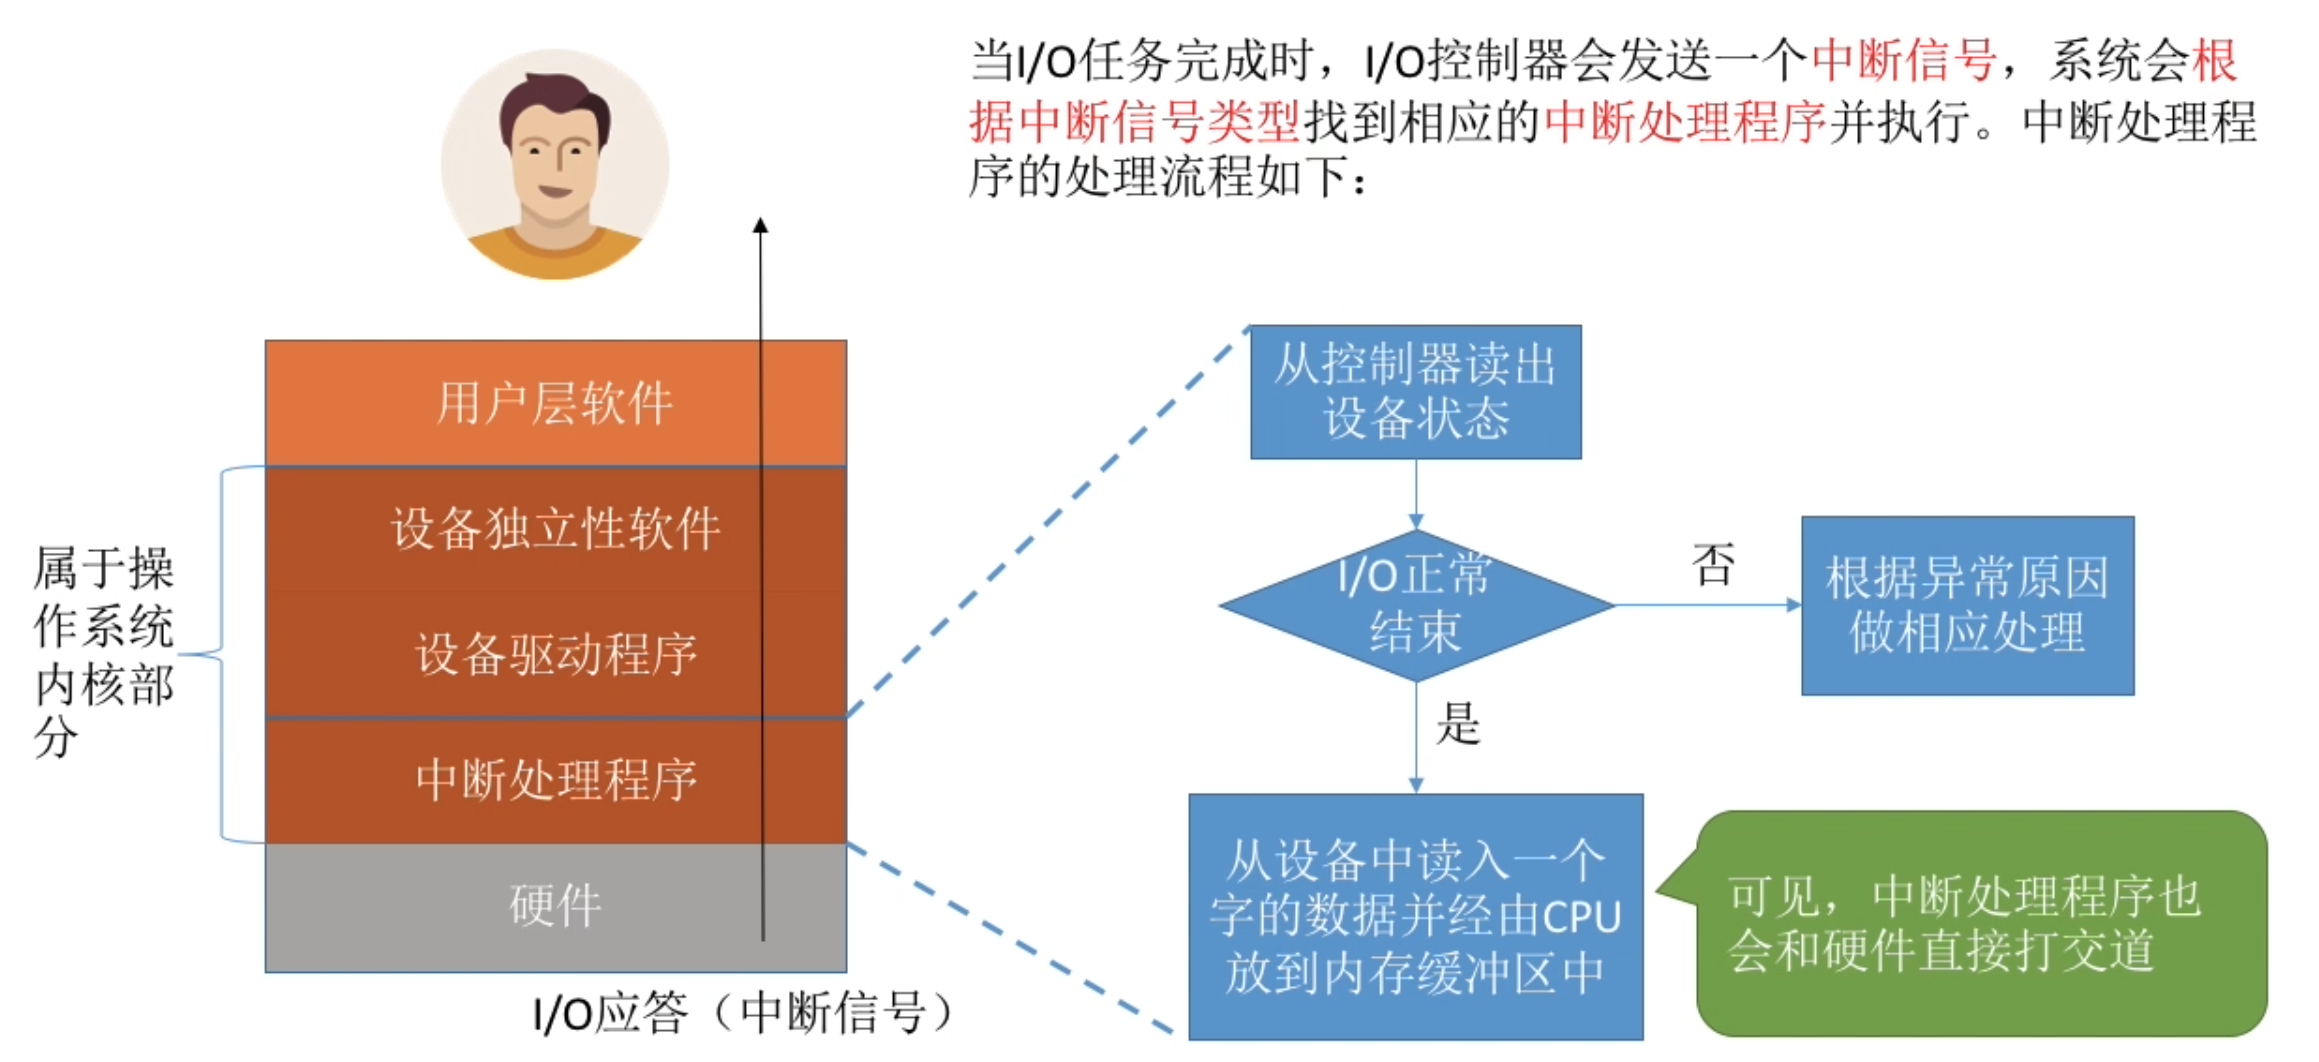 当I/O任务完成时，I/O控制器会发送一个中断信号，系统会根
据中断信号类型找到相应的中断处理程序并执行。中断处理程
序的处理流程如下：
用户层软件
设备独立性软件
设备驱动程序
中断处理程序
硬件
属于操
作系统
内核部
分
I/O应答（中断信号）
从控制器读出
设备状态
I/O正常
结束
否
根据异常原因
做相应处理
是
从设备中读入一个
字的数据并经由CPU
放到内存缓冲区中
可见，中断处理程序也
会和硬件直接打交道